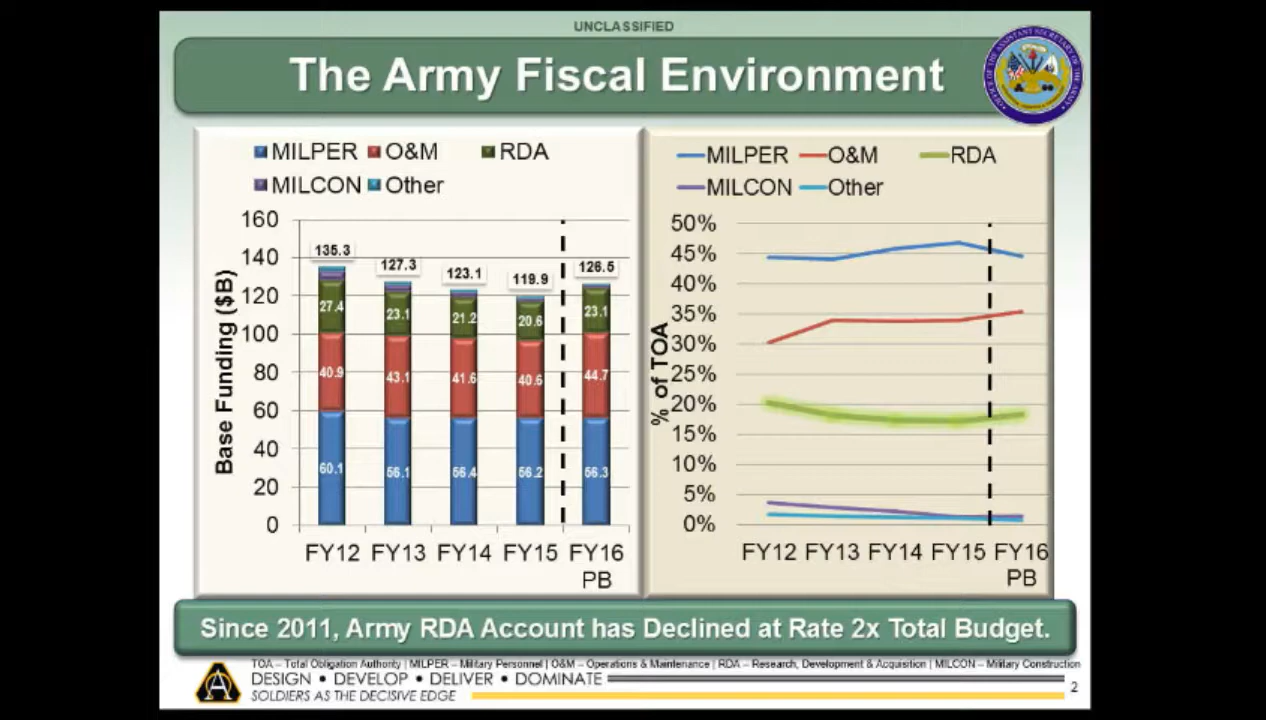 UNCLASSIFIED
The Army Fiscal Environment
MILPER O&M RDA
MILCON Other
Base Funding ($B)
160
140
120
100
80
60
40
20
0
135.3
127.3
123.1
119.9
126.5
27.4
23.1
21.2
20.6
23.1
40.9
43.1
41.6
40.6
44.7
60.1
56.1
56.4
56.2
56.3
FY12 FY13 FY14 FY15 FY16
PB
MILPER O&M RDA
MILCON Other
% of TOA
50%
45%
40%
35%
30%
25%
20%
15%
10%
5%
0%
FY12 FY13 FY14 FY15 FY16
PB
Since 2011, Army RDA Account has Declined at Rate 2x Total Budget.
TOA – Total Obligation Authority | MILPER – Military Personnel | O&M – Operations & Maintenance | RDA – Research, Development & Acquisition | MILCON – Military Construction
DESIGN • DEVELOP • DELIVER • DOMINATE
SOLDIERS AS THE DECISIVE EDGE
2